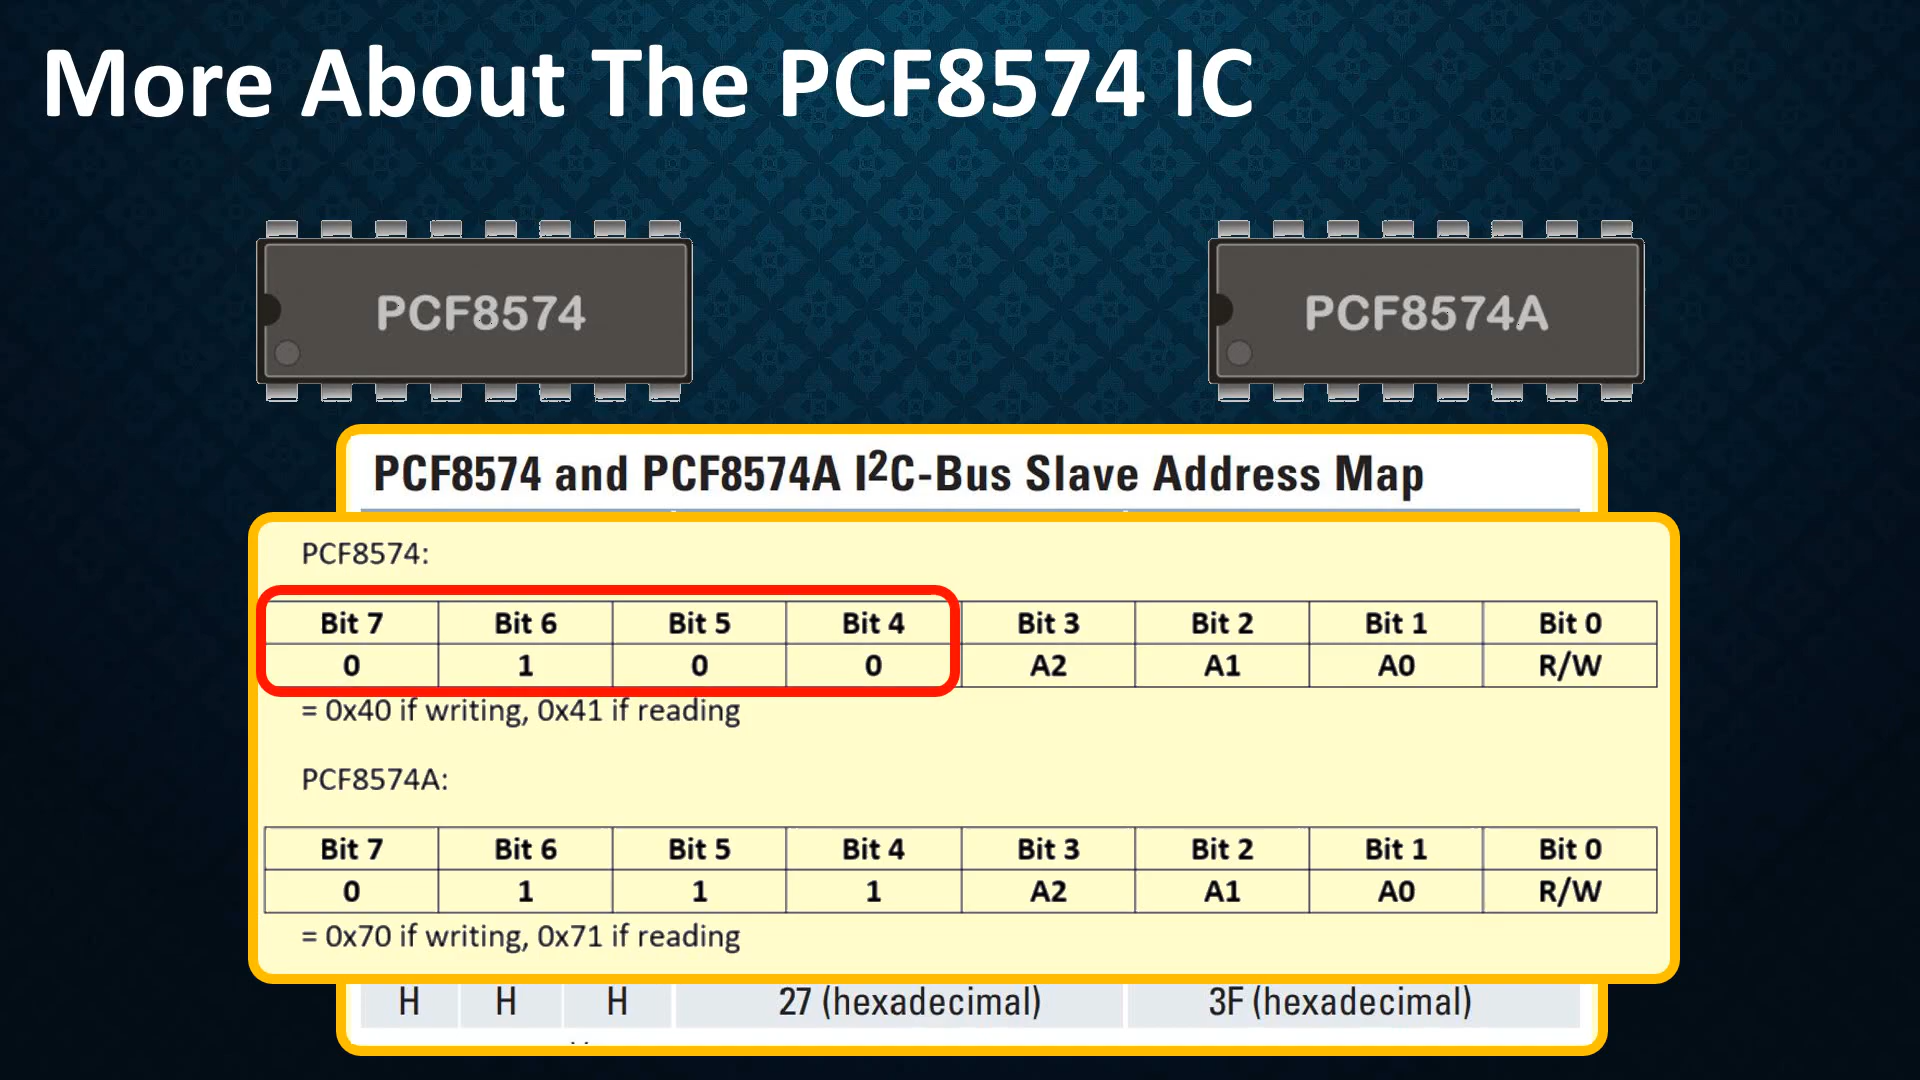 More About The PCF8574 IC
PCF8574
PCF8574A
PCF8574 and PCF8574A I²C-Bus Slave Address Map
PCF8574:
Bit 7 Bit 6 Bit 5 Bit 4 Bit 3 Bit 2 Bit 1 Bit 0
0 1 0 0 A2 A1 A0 R/W
= 0x40 if writing, 0x41 if reading
PCF8574A:
Bit 7 Bit 6 Bit 5 Bit 4 Bit 3 Bit 2 Bit 1 Bit 0
0 1 1 1 A2 A1 A0 R/W
= 0x70 if writing, 0x71 if reading
H H H 27 (hexadecimal) 3F (hexadecimal)